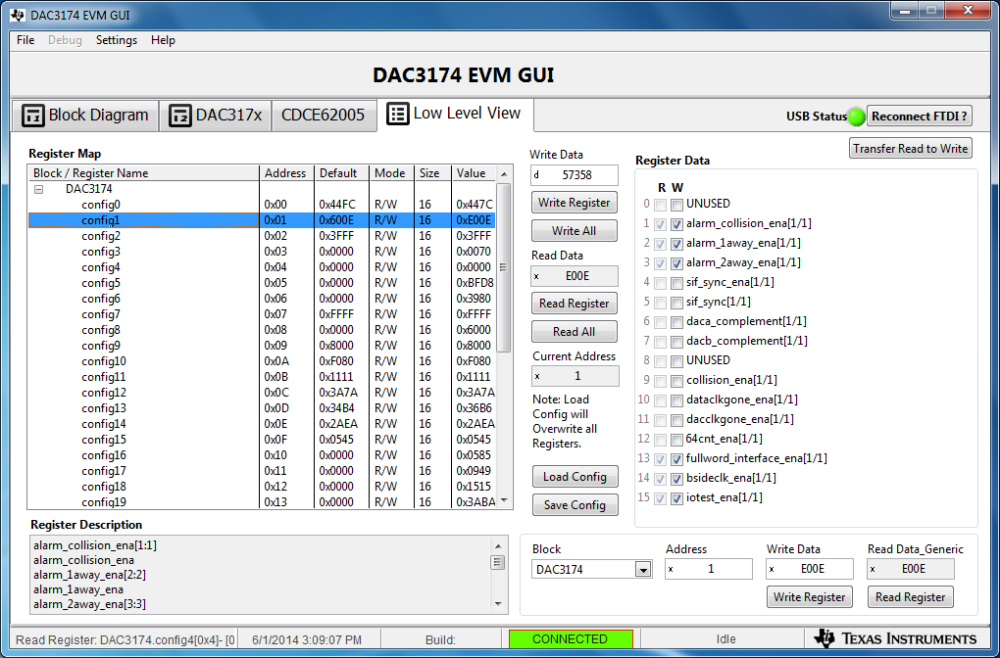 DAC3174 EVM GUI
File Debug Settings Help
DAC3174 EVM GUI
Block Diagram DAC317x CDCE62005 Low Level View
USB Status Reconnect FTDI ?
Transfer Read to Write
Register Map
Block / Register Name Address Default Mode Size Value
DAC3174
config0 0x00 0x44FC R/W 16 0x447C
config1 0x01 0x600E R/W 16 0xE00E
config2 0x02 0x3FFF R/W 16 0x3FFF
config3 0x03 0x0000 R/W 16 0x0070
config4 0x04 0x0000 R/W 16 0x0000
config5 0x05 0x0000 R/W 16 0xBFD8
config6 0x06 0x0000 R/W 16 0x3980
config7 0x07 0xFFFF R/W 16 0xFFFF
config8 0x08 0x0000 R/W 16 0x6000
config9 0x09 0x8000 R/W 16 0x8000
config10 0x0A 0xF080 R/W 16 0xF080
config11 0x0B 0x1111 R/W 16 0x1111
config12 0x0C 0x3A7A R/W 16 0x3A7A
config13 0x0D 0x34B4 R/W 16 0x36B6
config14 0x0E 0x2AEA R/W 16 0x2AEA
config15 0x0F 0x0545 R/W 16 0x0545
config16 0x10 0x0000 R/W 16 0x0585
config17 0x11 0x0000 R/W 16 0x0949
config18 0x12 0x0000 R/W 16 0x1515
config19 0x13 0x0000 R/W 16 0x3ABA
Write Data
d 57358
Write Register
Write All
Read Data
x E00E
Read Register
Read All
Current Address
x 1
Note: Load
Config will
Overwrite all
Registers.
Load Config
Save Config
Register Data
R W
0 UNUSED
1 alarm_collision_ena[1/1]
2 alarm_1away_ena[1/1]
3 alarm_2away_ena[1/1]
4 sif_sync_ena[1/1]
5 sif_sync[1/1]
6 daca_complement[1/1]
7 dacb_complement[1/1]
8 UNUSED
9 collision_ena[1/1]
10 dataclkgone_ena[1/1]
11 dacclkgone_ena[1/1]
12 64cnt_ena[1/1]
13 fullword_interface_ena[1/1]
14 bsideclk_ena[1/1]
15 iotest_ena[1/1]
Register Description
alarm_collision_ena[1:1]
alarm_collision_ena
alarm_1away_ena[2:2]
alarm_1away_ena
alarm_2away_ena[3:3]
Block Address Write Data Read Data_Generic
DAC3174 x 1 x E00E x E00E
Write Register Read Register
Read Register: DAC3174.config4[0x4]- [0 6/1/2014 3:09:07 PM Build: CONNECTED Idle TEXAS INSTRUMENTS